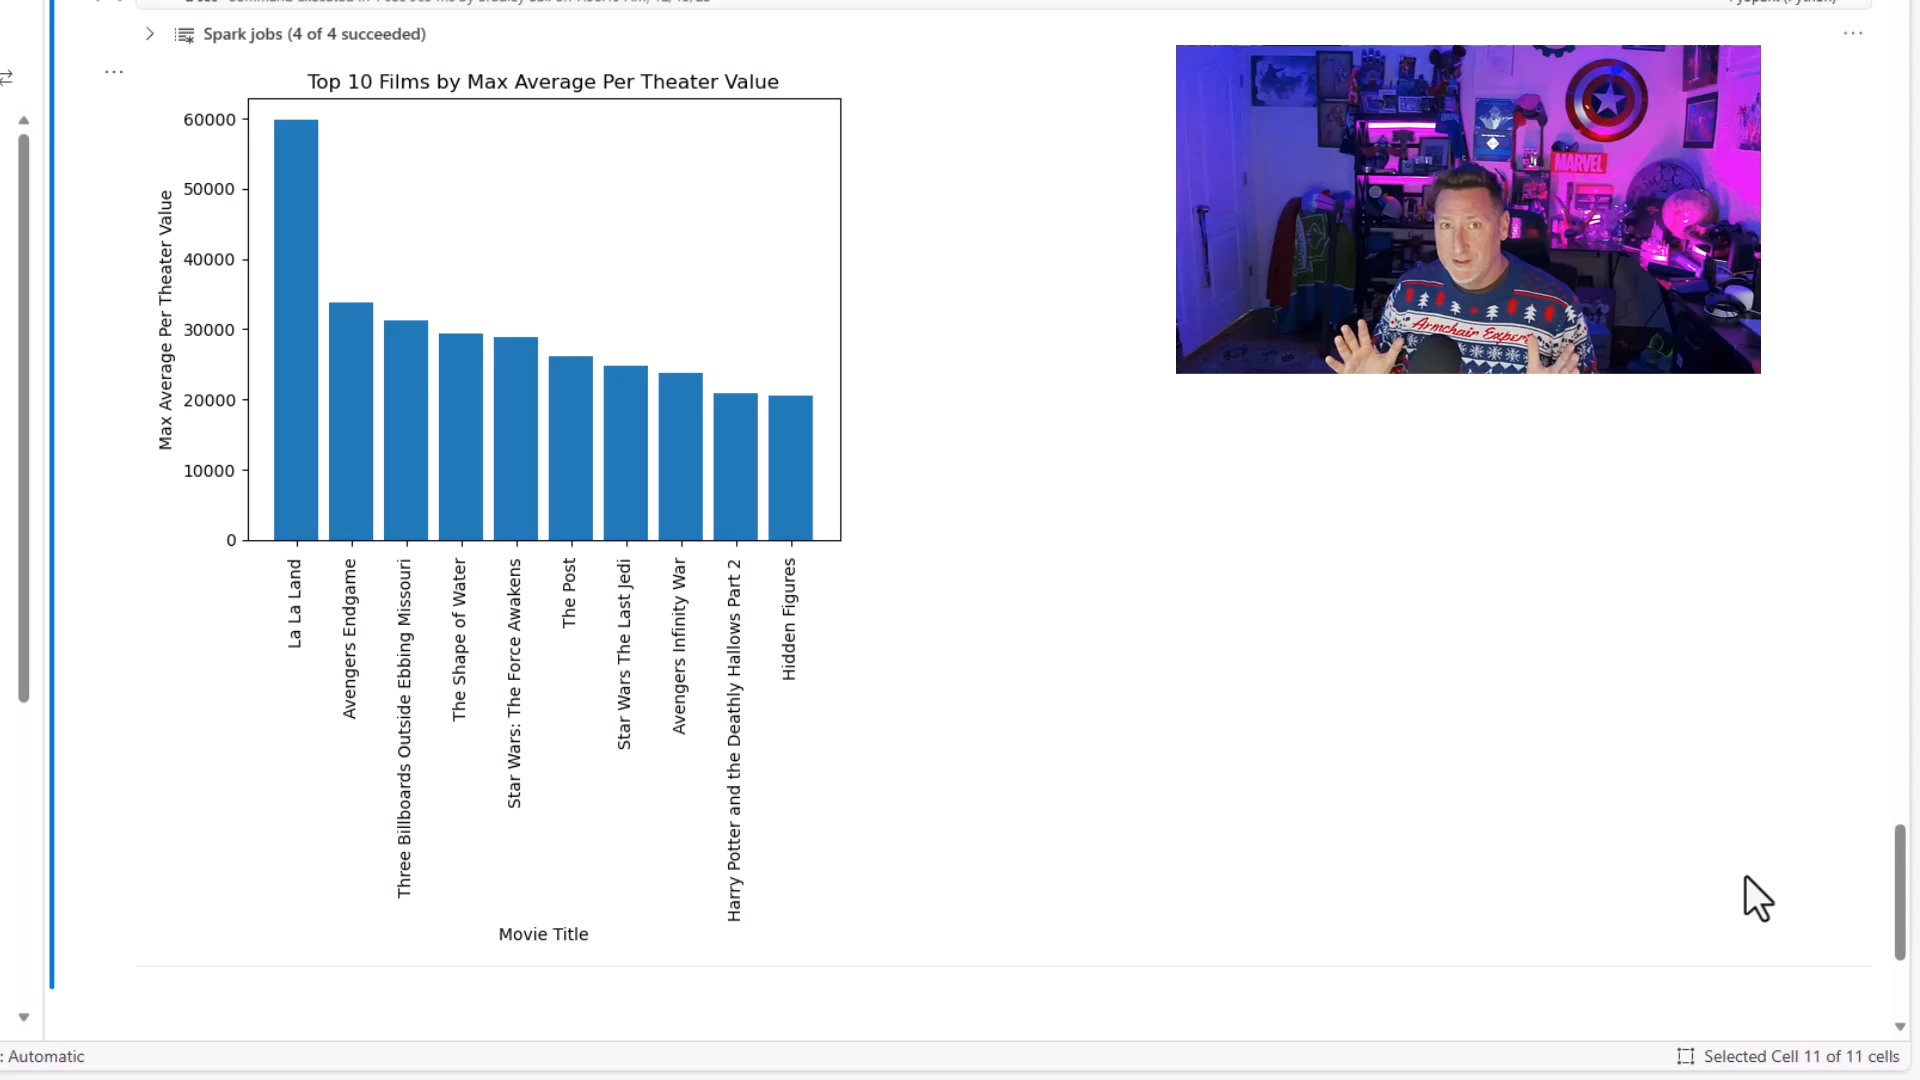 Spark jobs (4 of 4 succeeded)
Top 10 Films by Max Average Per Theater Value
Max Average Per Theater Value
60000
50000
40000
30000
20000
10000
0
La La Land
Avengers Endgame
Three Billboards Outside Ebbing Missouri
The Shape of Water
Star Wars: The Force Awakens
The Post
Star Wars The Last Jedi
Avengers Infinity War
Harry Potter and the Deathly Hallows Part 2
Hidden Figures
Movie Title
MARVEL
Armchair Expert
: Automatic
Selected Cell 11 of 11 cells